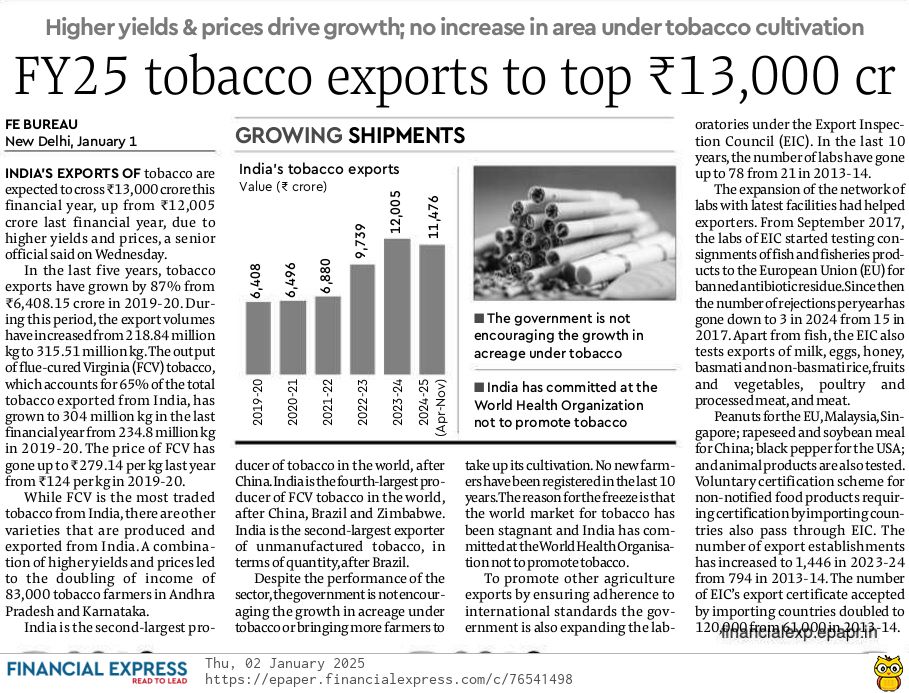 Higher yields & prices drive growth; no increase in area under tobacco cultivation
FY25 tobacco exports to top ₹13,000 cr
FE BUREAU
New Delhi, January 1
INDIA'S EXPORTS OF tobacco are
expected to cross ₹13,000 crore this
financial year, up from ₹12,005
crore last financial year, due to
higher yields and prices, a senior
official said on Wednesday.
In the last five years, tobacco
exports have grown by 87% from
₹6,408.15 crore in 2019-20. Dur-
ing this period, the export volumes
have increased from 218.84 million
kg to 315.51 million kg. The output
of flue-cured Virginia (FCV) tobacco,
which accounts for 65% of the total
tobacco exported from India, has
grown to 304 million kg in the last
financial year from 234.8 million kg
in 2019-20. The price of FCV has
gone up to ₹279.14 per kg last year
from ₹124 per kg in 2019-20.
While FCV is the most traded
tobacco from India, there are other
varieties that are produced and
exported from India. A combina-
tion of higher yields and prices led
to the doubling of income of
83,000 tobacco farmers in Andhra
Pradesh and Karnataka.
India is the second-largest pro-
GROWING SHIPMENTS
India's tobacco exports
Value (₹ crore)
6,408
6,496
6,880
9,739
12,005
11,476
2019-20
2020-21
2021-22
2022-23
2023-24
2024-25
(Apr-Nov)
■ The government is not
encouraging the growth in
acreage under tobacco
■ India has committed at the
World Health Organization
not to promote tobacco
ducer of tobacco in the world, after
China. India is the fourth-largest pro-
ducer of FCV tobacco in the world,
after China, Brazil and Zimbabwe.
India is the second-largest exporter
of unmanufactured tobacco, in
terms of quantity, after Brazil.
Despite the performance of the
sector, the government is not encour-
aging the growth in acreage under
tobacco or bringing more farmers to
take up its cultivation. No new farm-
ers have been registered in the last 10
years. The reason for the freeze is that
the world market for tobacco has
been stagnant and India has com-
mitted at the World Health Organisa-
tion not to promote tobacco.
To promote other agriculture
exports by ensuring adherence to
international standards the gov-
ernment is also expanding the lab-
oratories under the Export Inspec-
tion Council (EIC). In the last 10
years, the number of labs have gone
up to 78 from 21 in 2013-14.
The expansion of the network of
labs with latest facilities had helped
exporters. From September 2017,
the labs of EIC started testing con-
signments of fish and fisheries prod-
ucts to the European Union (EU) for
banned antibiotic residue. Since then
the number of rejections per year has
gone down to 3 in 2024 from 15 in
2017. Apart from fish, the EIC also
tests exports of milk, eggs, honey,
basmati and non-basmati rice, fruits
and vegetables, poultry and
processed meat, and meat.
Peanuts for the EU, Malaysia, Sin-
gapore; rapeseed and soybean meal
for China; black pepper for the USA;
and animal products are also tested.
Voluntary certification scheme for
non-notified food products requir-
ing certification by importing coun-
tries also pass through EIC. The
number of export establishments
has increased to 1,446 in 2023-24
from 794 in 2013-14. The number
of EIC's export certificate accepted
by importing countries doubled to
120,000 from 61,000 in 2013-14.
financialexp.epapr.in
FINANCIAL EXPRESS
READ TO LEAD
Thu, 02 January 2025
https://epaper.financialexpress.com/c/76541498